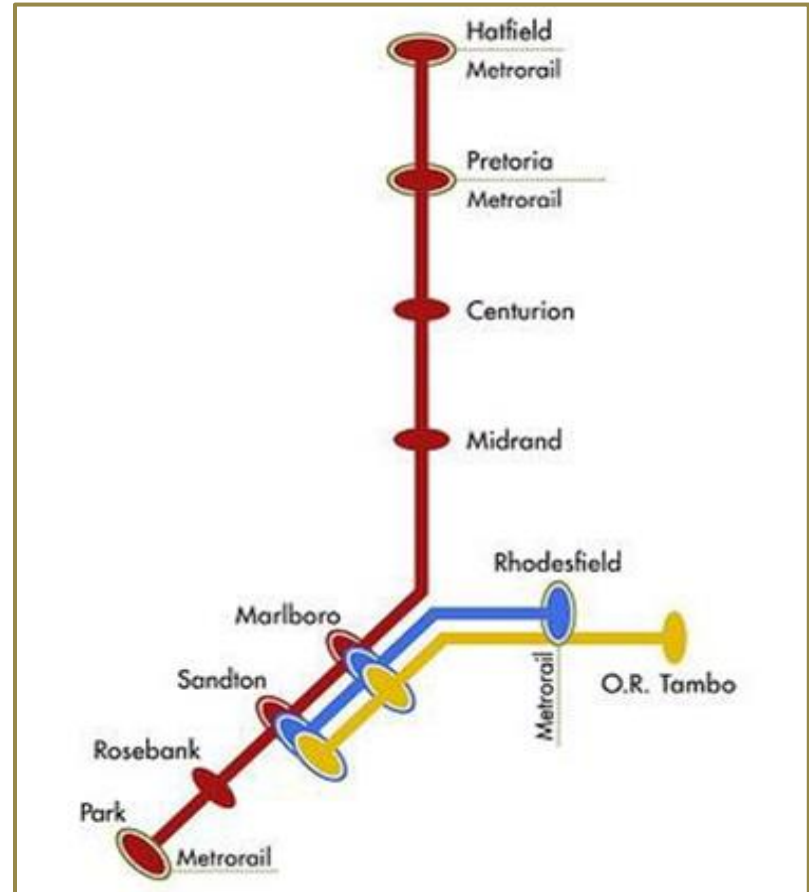 Hatfield
Metrorail
Pretoria
Metrorail
Centurion
Midrand
Rhodesfield
Marlboro
Sandton
O.R. Tambo
Metrorail
Rosebank
Park
Metrorail